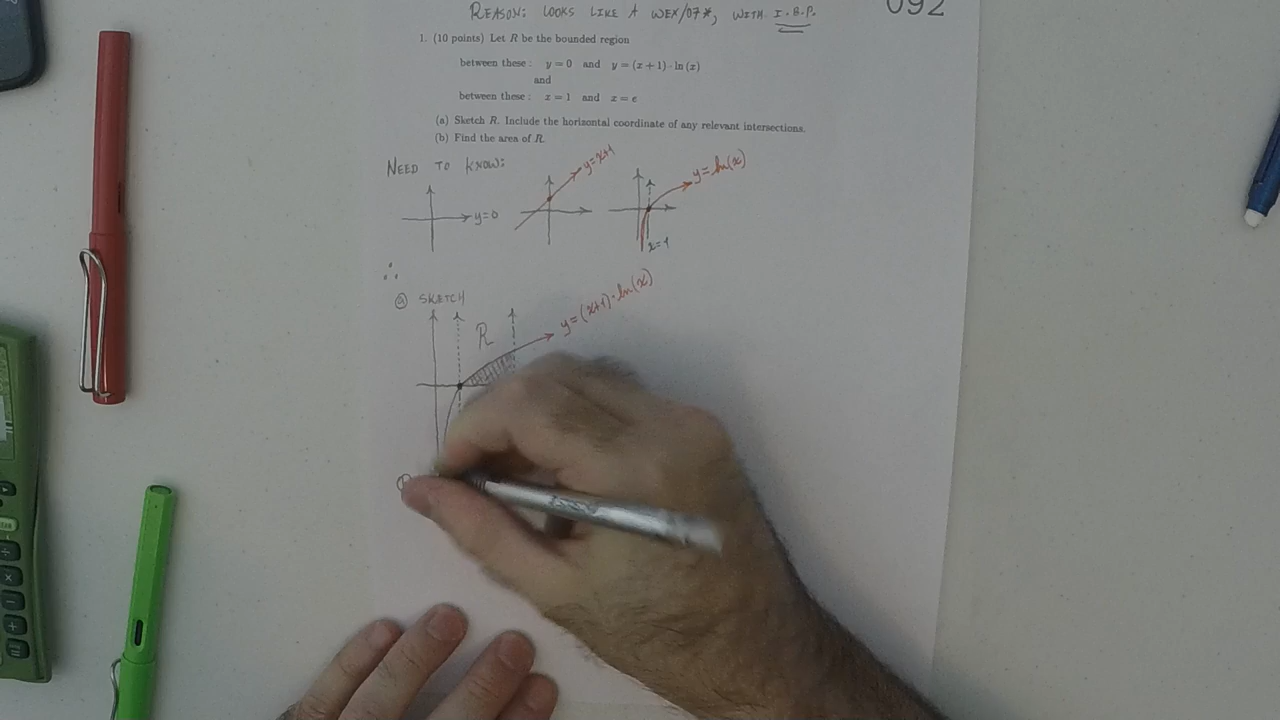 REASON: LOOKS LIKE A WEX/07*, WITH I.B.P.
092
1. (10 points) Let R be the bounded region
between these : y = 0 and y = (x + 1) · ln (x)
and
between these : x = 1 and x = e
(a) Sketch R. Include the horizontal coordinate of any relevant intersections.
(b) Find the area of R.
NEED TO KNOW:
y=0
y=x+1
y=ln(x)
x=1
∴
ⓐ SKETCH
R
y=(x+1)·ln(x)